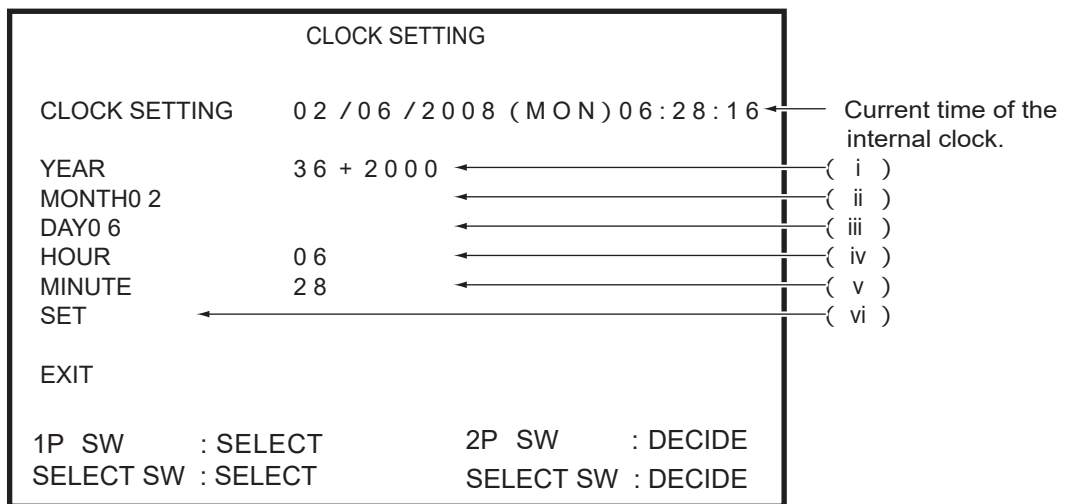 CLOCK SETTING
CLOCK SETTING 02/06/2008(MON)06:28:16 Current time of the
internal clock.
YEAR 36+2000 ( i )
MONTH02 ( ii )
DAY06 ( iii )
HOUR 06 ( iv )
MINUTE 28 ( v )
SET ( vi )
EXIT
1P SW : SELECT 2P SW : DECIDE
SELECT SW : SELECT SELECT SW : DECIDE